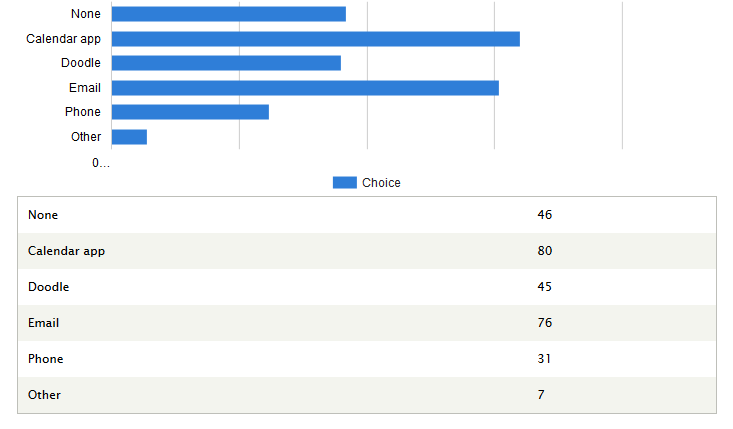 None
Calendar app
Doodle
Email
Phone
Other
0...
Choice
None 46
Calendar app 80
Doodle 45
Email 76
Phone 31
Other 7